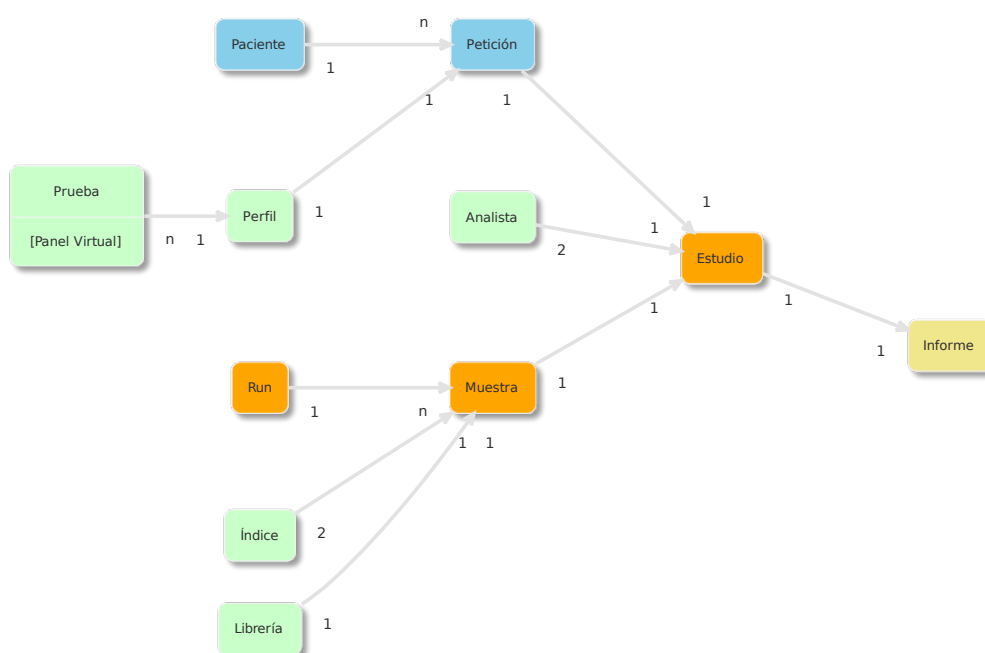 n
Paciente
Petición
1
1
1
1
Prueba
[Panel Virtual]
n
1
Perfil
1
Analista
2
1
Estudio
1
1
1
Informe
Run
1
n
Muestra
1
1
1
Índice
2
Librería
1